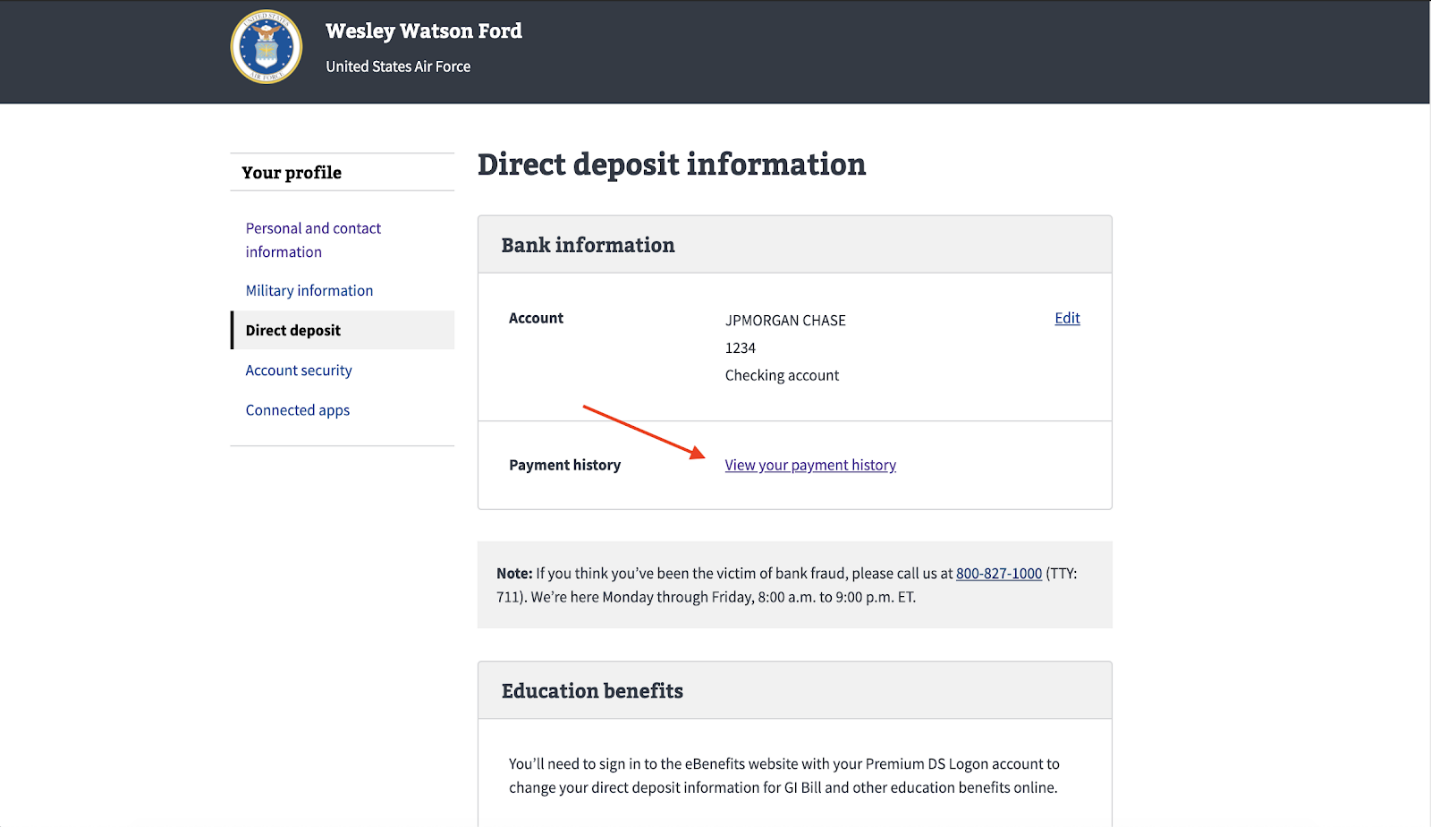 Wesley Watson Ford
United States Air Force
Your profile
Personal and contact
information
Military information
Direct deposit
Account security
Connected apps
Direct deposit information
Bank information
Account
JPMORGAN CHASE
1234
Checking account
Edit
Payment history
View your payment history
Note: If you think you’ve been the victim of bank fraud, please call us at 800-827-1000 (TTY:
711). We’re here Monday through Friday, 8:00 a.m. to 9:00 p.m. ET.
Education benefits
You’ll need to sign in to the eBenefits website with your Premium DS Logon account to
change your direct deposit information for GI Bill and other education benefits online.